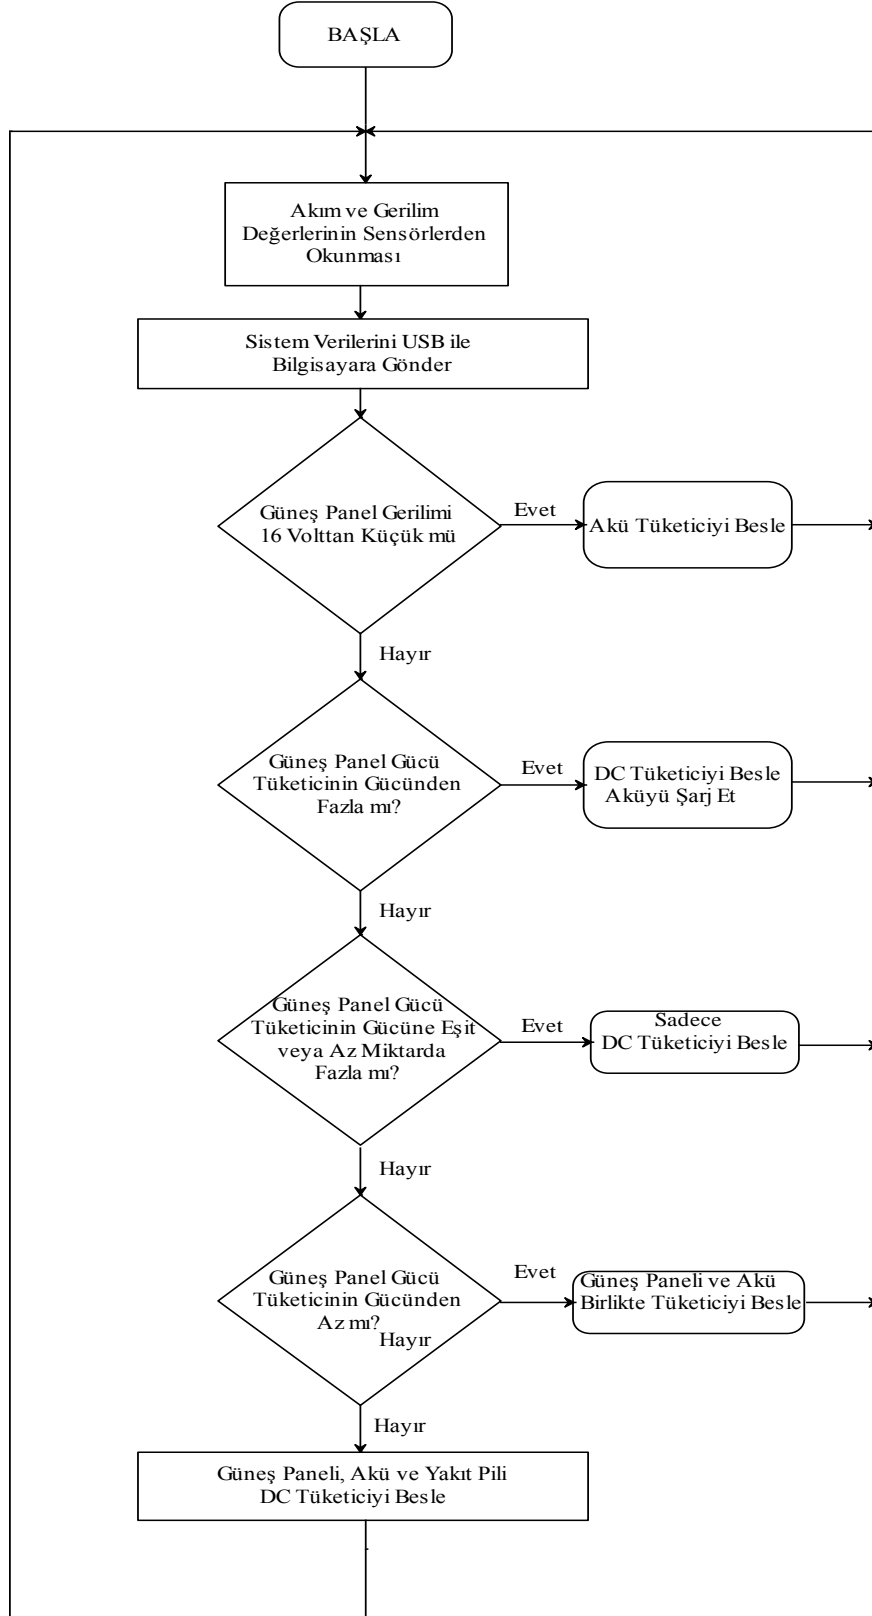 BAŞLA
Akım ve Gerilim
Değerlerinin Sensörlerden
Okunması
Sistem Verilerini USB ile
Bilgisayara Gönder
Güneş Panel Gerilimi
16 Volttan Küçük mü
Evet
Akü Tüketiciyi Besle
Hayır
Güneş Panel Gücü
Tüketicinin Gücünden
Fazla mı?
Evet
DC Tüketiciyi Besle
Aküyü Şarj Et
Hayır
Güneş Panel Gücü
Tüketicinin Gücüne Eşit
veya Az Miktarda
Fazla mı?
Evet
Sadece
DC Tüketiciyi Besle
Hayır
Güneş Panel Gücü
Tüketicinin Gücünden
Az mı?
Hayır
Evet
Güneş Paneli ve Akü
Birlikte Tüketiciyi Besle
Hayır
Güneş Paneli, Akü ve Yakıt Pili
DC Tüketiciyi Besle